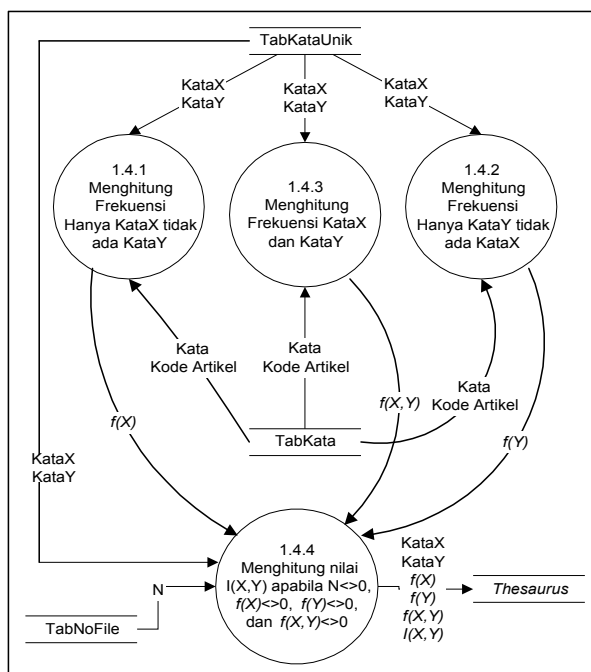 TabKataUnik
KataX
KataY
KataX
KataY
KataX
KataY
1.4.1
Menghitung
Frekuensi
Hanya KataX tidak
ada KataY
1.4.3
Menghitung
Frekuensi KataX
dan KataY
1.4.2
Menghitung
Frekuensi
Hanya KataY tidak
ada KataX
Kata
Kode Artikel
Kata
Kode Artikel
Kata
Kode Artikel
f(X)
f(X,Y)
f(Y)
TabKata
KataX
KataY
1.4.4
Menghitung nilai
I(X,Y) apabila N<>0,
f(X)<>0, f(Y)<>0,
dan f(X,Y)<>0
N
TabNoFile
KataX
KataY
f(X)
f(Y)
f(X,Y)
I(X,Y)
Thesaurus